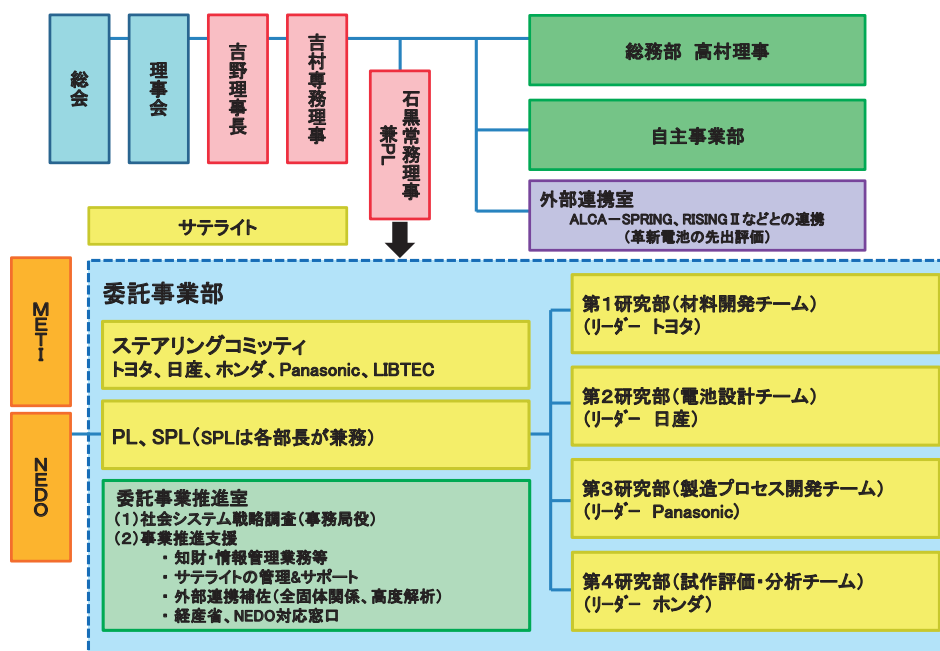 総会
理事会
吉野理事長
吉村専務理事
石黒常務理事
兼PL
総務部 高村理事
自主事業部
外部連携室
ALCA－SPRING、RISINGⅡなどとの連携
（革新電池の先出評価）
サテライト
METI
NEDO
委託事業部
ステアリングコミッティ
トヨタ、日産、ホンダ、Panasonic、LIBTEC
PL、SPL（SPLは各部長が兼務）
委託事業推進室
（1）社会システム戦略調査（事務局役）
（2）事業推進支援
・ 知財・情報管理業務等
・ サテライトの管理&サポート
・ 外部連携補佐（全固体関係、高度解析）
・ 経産省、NEDO対応窓口
第1研究部（材料開発チーム）
（リーダー トヨタ）
第2研究部（電池設計チーム）
（リーダー 日産）
第3研究部（製造プロセス開発チーム）
（リーダー Panasonic）
第4研究部（試作評価・分析チーム）
（リーダー ホンダ）